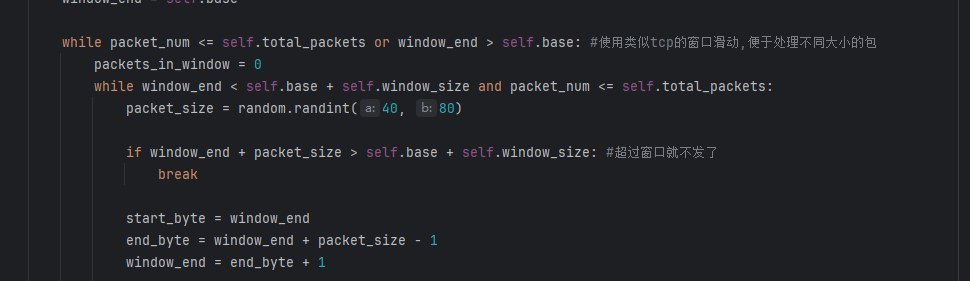 window_end = self.base
while packet_num <= self.total_packets or window_end > self.base: #使用类似tcp的窗口滑动,便于处理不同大小的包
packets_in_window = 0
while window_end < self.base + self.window_size and packet_num <= self.total_packets:
packet_size = random.randint(a: 40, b: 80)
if window_end + packet_size > self.base + self.window_size: #超过窗口就不发了
break
start_byte = window_end
end_byte = window_end + packet_size - 1
window_end = end_byte + 1